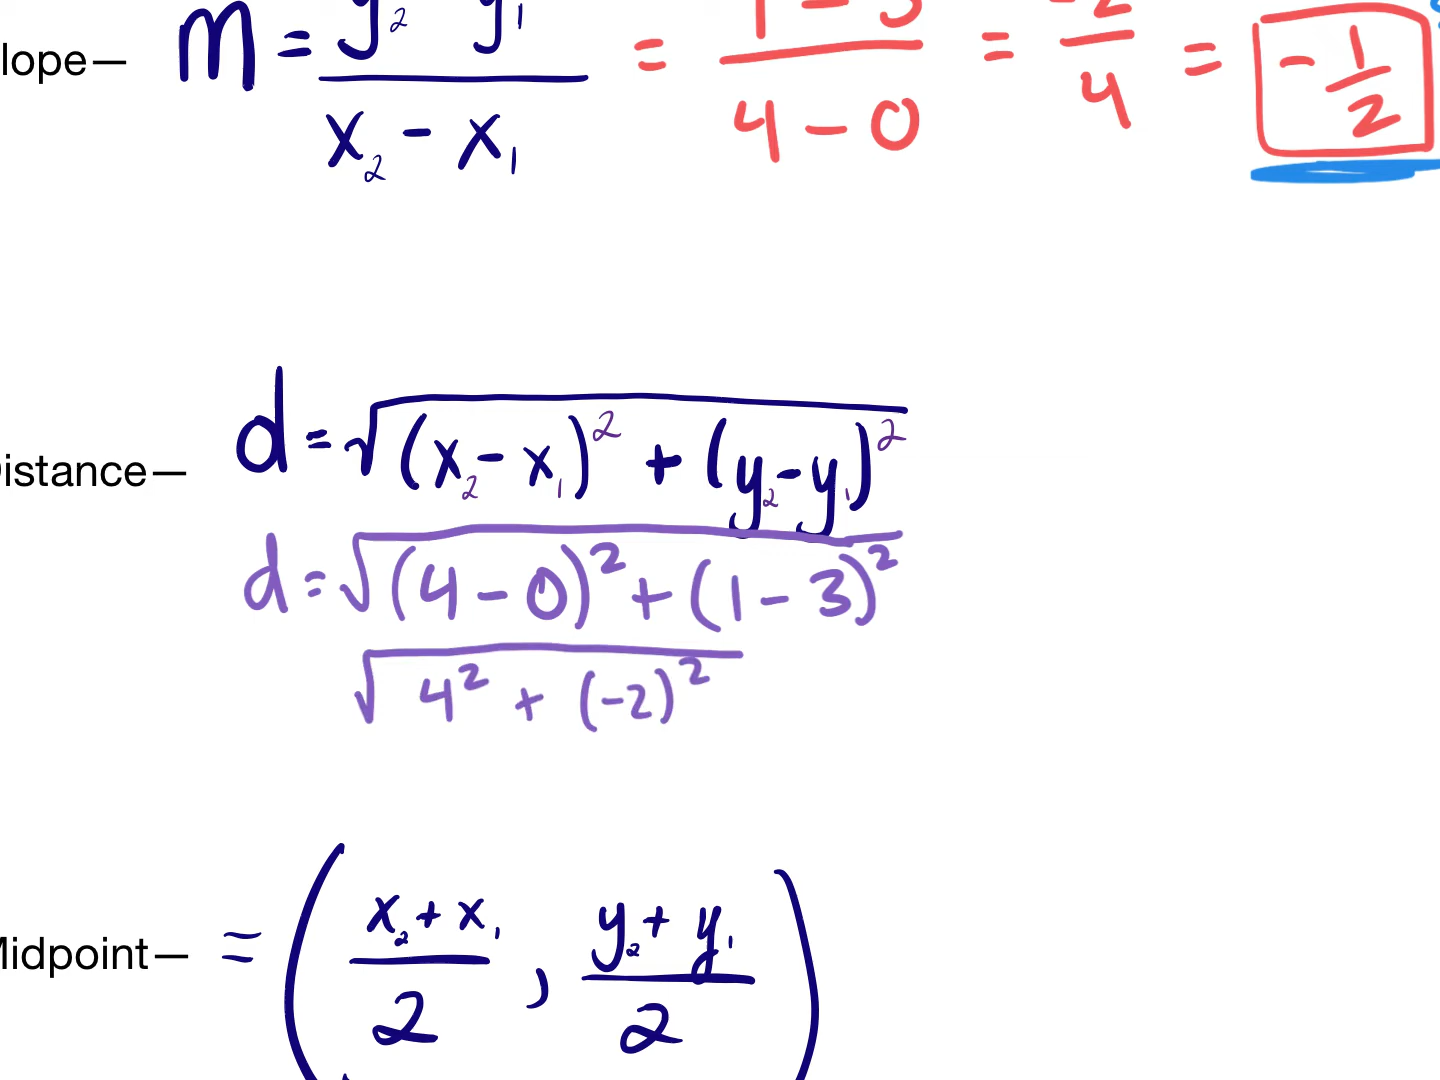 lope— m = y₂ y₁ / x₂ - x₁ = 1 - 3 / 4 - 0 = -2 / 4 = - 1/2
istance— d = √(x₂ - x₁)² + (y₂ - y₁)²
d = √(4 - 0)² + (1 - 3)²
√4² + (-2)²
Midpoint— = (x₂ + x₁ / 2 , y₂ + y₁ / 2)